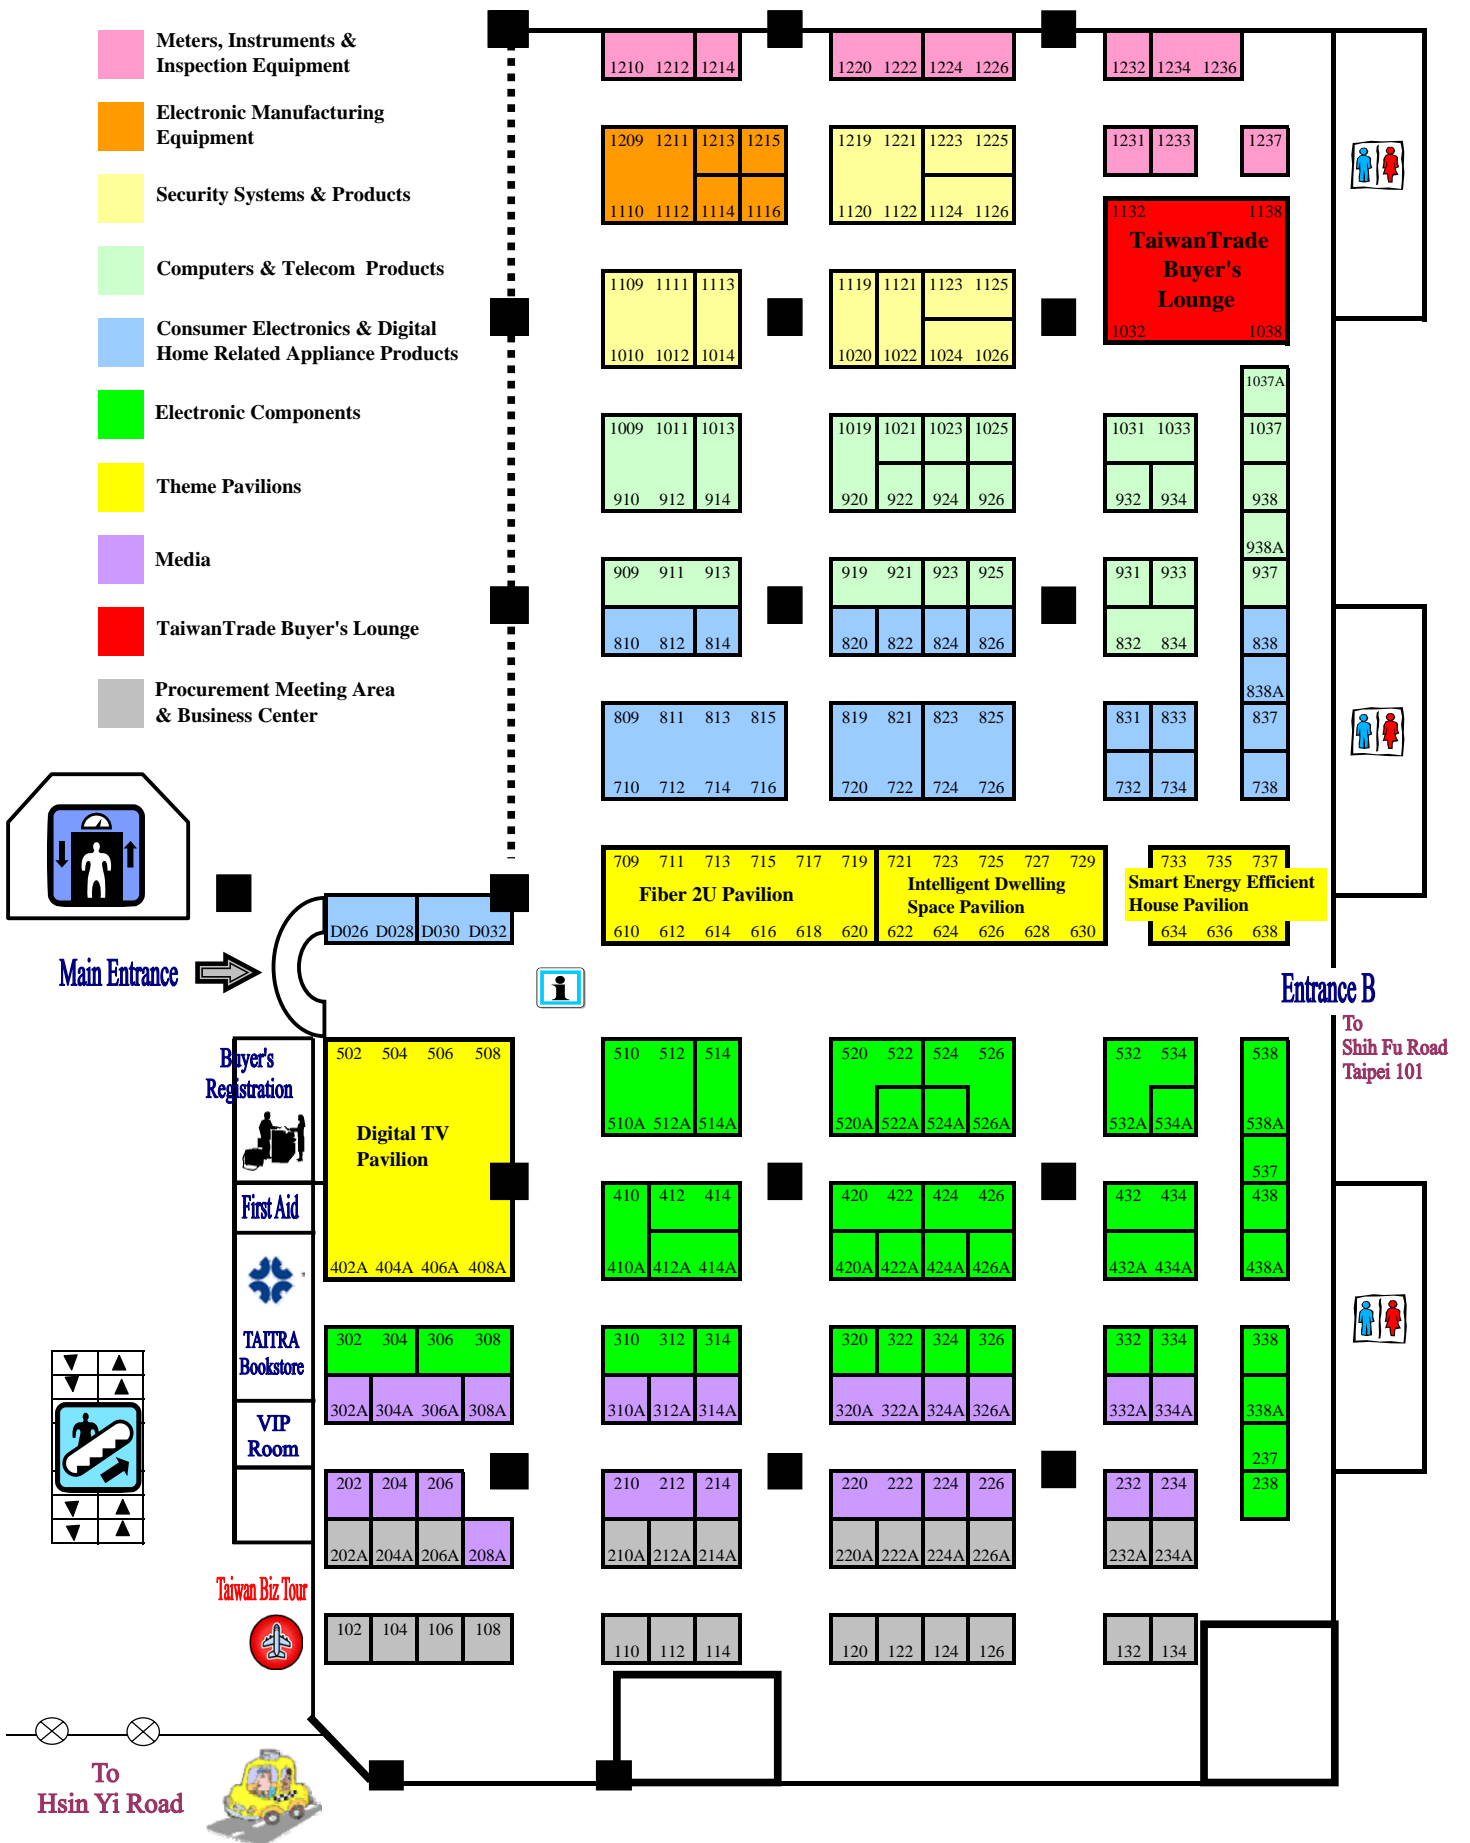 Meters, Instruments &
Inspection Equipment
Electronic Manufacturing
Equipment
Security Systems & Products
Computers & Telecom Products
Consumer Electronics & Digital
Home Related Appliance Products
Electronic Components
Theme Pavilions
Media
TaiwanTrade Buyer's Lounge
Procurement Meeting Area
& Business Center
1210 1212 1214 1220 1222 1224 1226 1232 1234 1236
1209 1211 1213 1215 1219 1221 1223 1225 1231 1233 1237
1110 1112 1114 1116 1120 1122 1124 1126 1132 1138
TaiwanTrade
Buyer's
Lounge
1109 1111 1113 1119 1121 1123 1125
1032 1038
1010 1012 1014 1020 1022 1024 1026
1037A
1009 1011 1013 1019 1021 1023 1025 1031 1033 1037
910 912 914 920 922 924 926 932 934 938
938A
909 911 913 919 921 923 925 931 933 937
810 812 814 820 822 824 826 832 834 838
838A
809 811 813 815 819 821 823 825 831 833 837
710 712 714 716 720 722 724 726 732 734 738
709 711 713 715 717 719 721 723 725 727 729 733 735 737
Fiber 2U Pavilion
Intelligent Dwelling
Space Pavilion
Smart Energy Efficient
House Pavilion
610 612 614 616 618 620 622 624 626 628 630 634 636 638
D026 D028 D030 D032
Main Entrance
Entrance B
To
Shih Fu Road
Taipei 101
Buyer's
Registration
502 504 506 508 510 512 514 520 522 524 526 532 534 538
510A 512A 514A 520A 522A 524A 526A 532A 534A 538A
Digital TV
Pavilion
537
First Aid
410 412 414 420 422 424 426 432 434 438
402A 404A 406A 408A 410A 412A 414A 420A 422A 424A 426A 432A 434A 438A
TAITRA
Bookstore
302 304 306 308 310 312 314 320 322 324 326 332 334 338
302A 304A 306A 308A 310A 312A 314A 320A 322A 324A 326A 332A 334A 338A
VIP
Room
237
202 204 206 210 212 214 220 222 224 226 232 234 238
202A 204A 206A 208A 210A 212A 214A 220A 222A 224A 226A 232A 234A
Taiwan Biz Tour
102 104 106 108 110 112 114 120 122 124 126 132 134
To
Hsin Yi Road